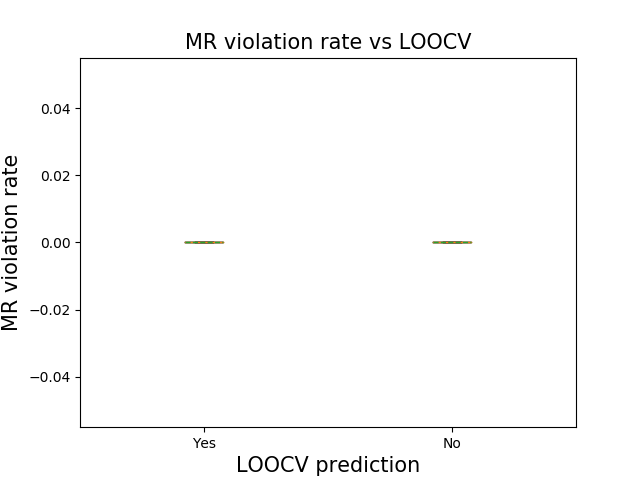 MR violation rate vs LOOCV
MR violation rate
0.04
0.02
0.00
−0.02
−0.04
Yes
No
LOOCV prediction